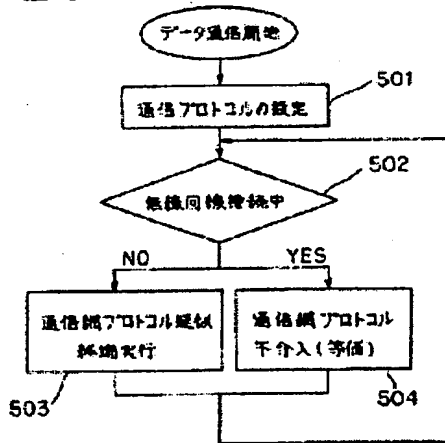 データ通信開始
501
通信プロトコルの設定
502
無線回線接続中
NO
YES
通信網プロトコル疑似
終端実行
通信網プロトコル
不介入(等価)
503
504